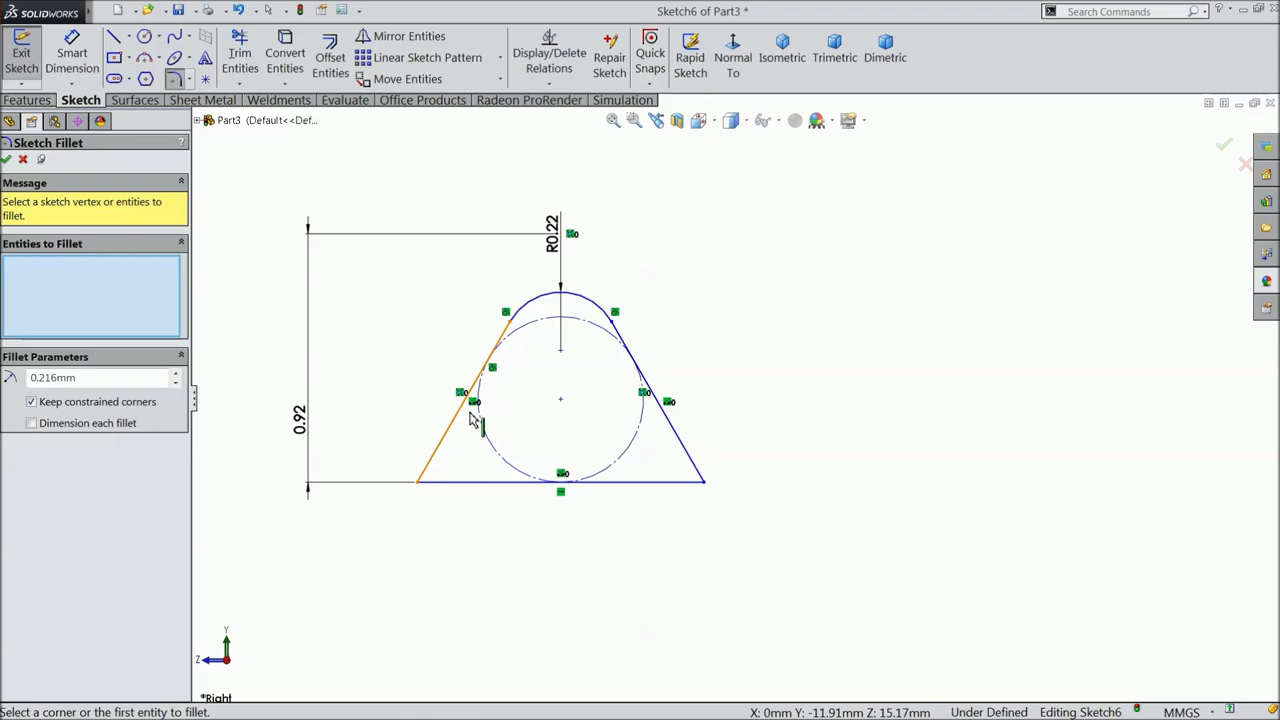 SOLIDWORKS
Sketch6 of Part3 *
Search Commands
Exit Sketch
Smart Dimension
Trim Entities
Convert Entities
Offset Entities
Mirror Entities
Linear Sketch Pattern
Move Entities
Display/Delete Relations
Repair Sketch
Quick Snaps
Rapid Sketch
Normal To
Isometric
Trimetric
Dimetric
Features
Sketch
Surfaces
Sheet Metal
Weldments
Evaluate
Office Products
Radeon ProRender
Simulation
Part3 (Default<<Def...
Sketch Fillet
?
Message
Select a sketch vertex or entities to
fillet.
Entities to Fillet
Fillet Parameters
0.216mm
Keep constrained corners
Dimension each fillet
R0.22
0.92
Y
Z
*Right
Select a corner or the first entity to fillet.
X: 0mm Y: -11.91mm Z: 15.17mm
Under Defined
Editing Sketch6
MMGS